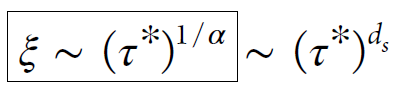 ξ ~ (τ*)^{1/α} ~ (τ*)^{d_s}